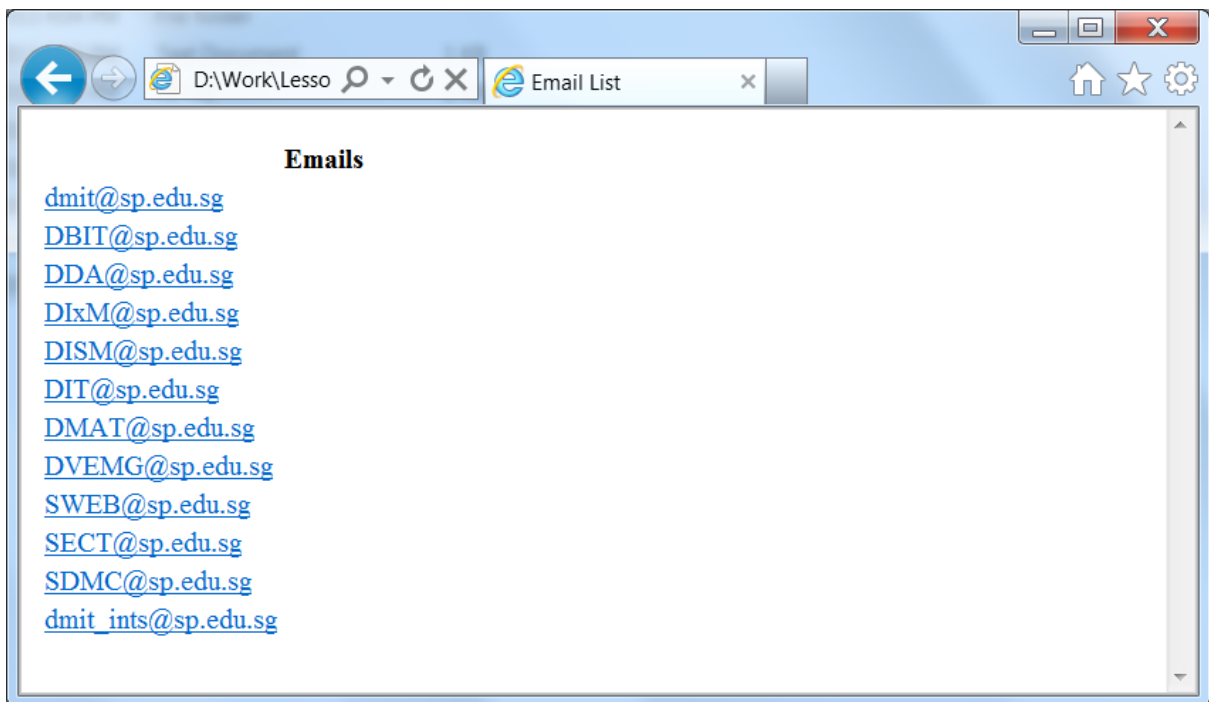 D:\Work\Lesso
Email List
Emails
dmit@sp.edu.sg
DBIT@sp.edu.sg
DDA@sp.edu.sg
DIxM@sp.edu.sg
DISM@sp.edu.sg
DIT@sp.edu.sg
DMAT@sp.edu.sg
DVEMG@sp.edu.sg
SWEB@sp.edu.sg
SECT@sp.edu.sg
SDMC@sp.edu.sg
dmit_ints@sp.edu.sg